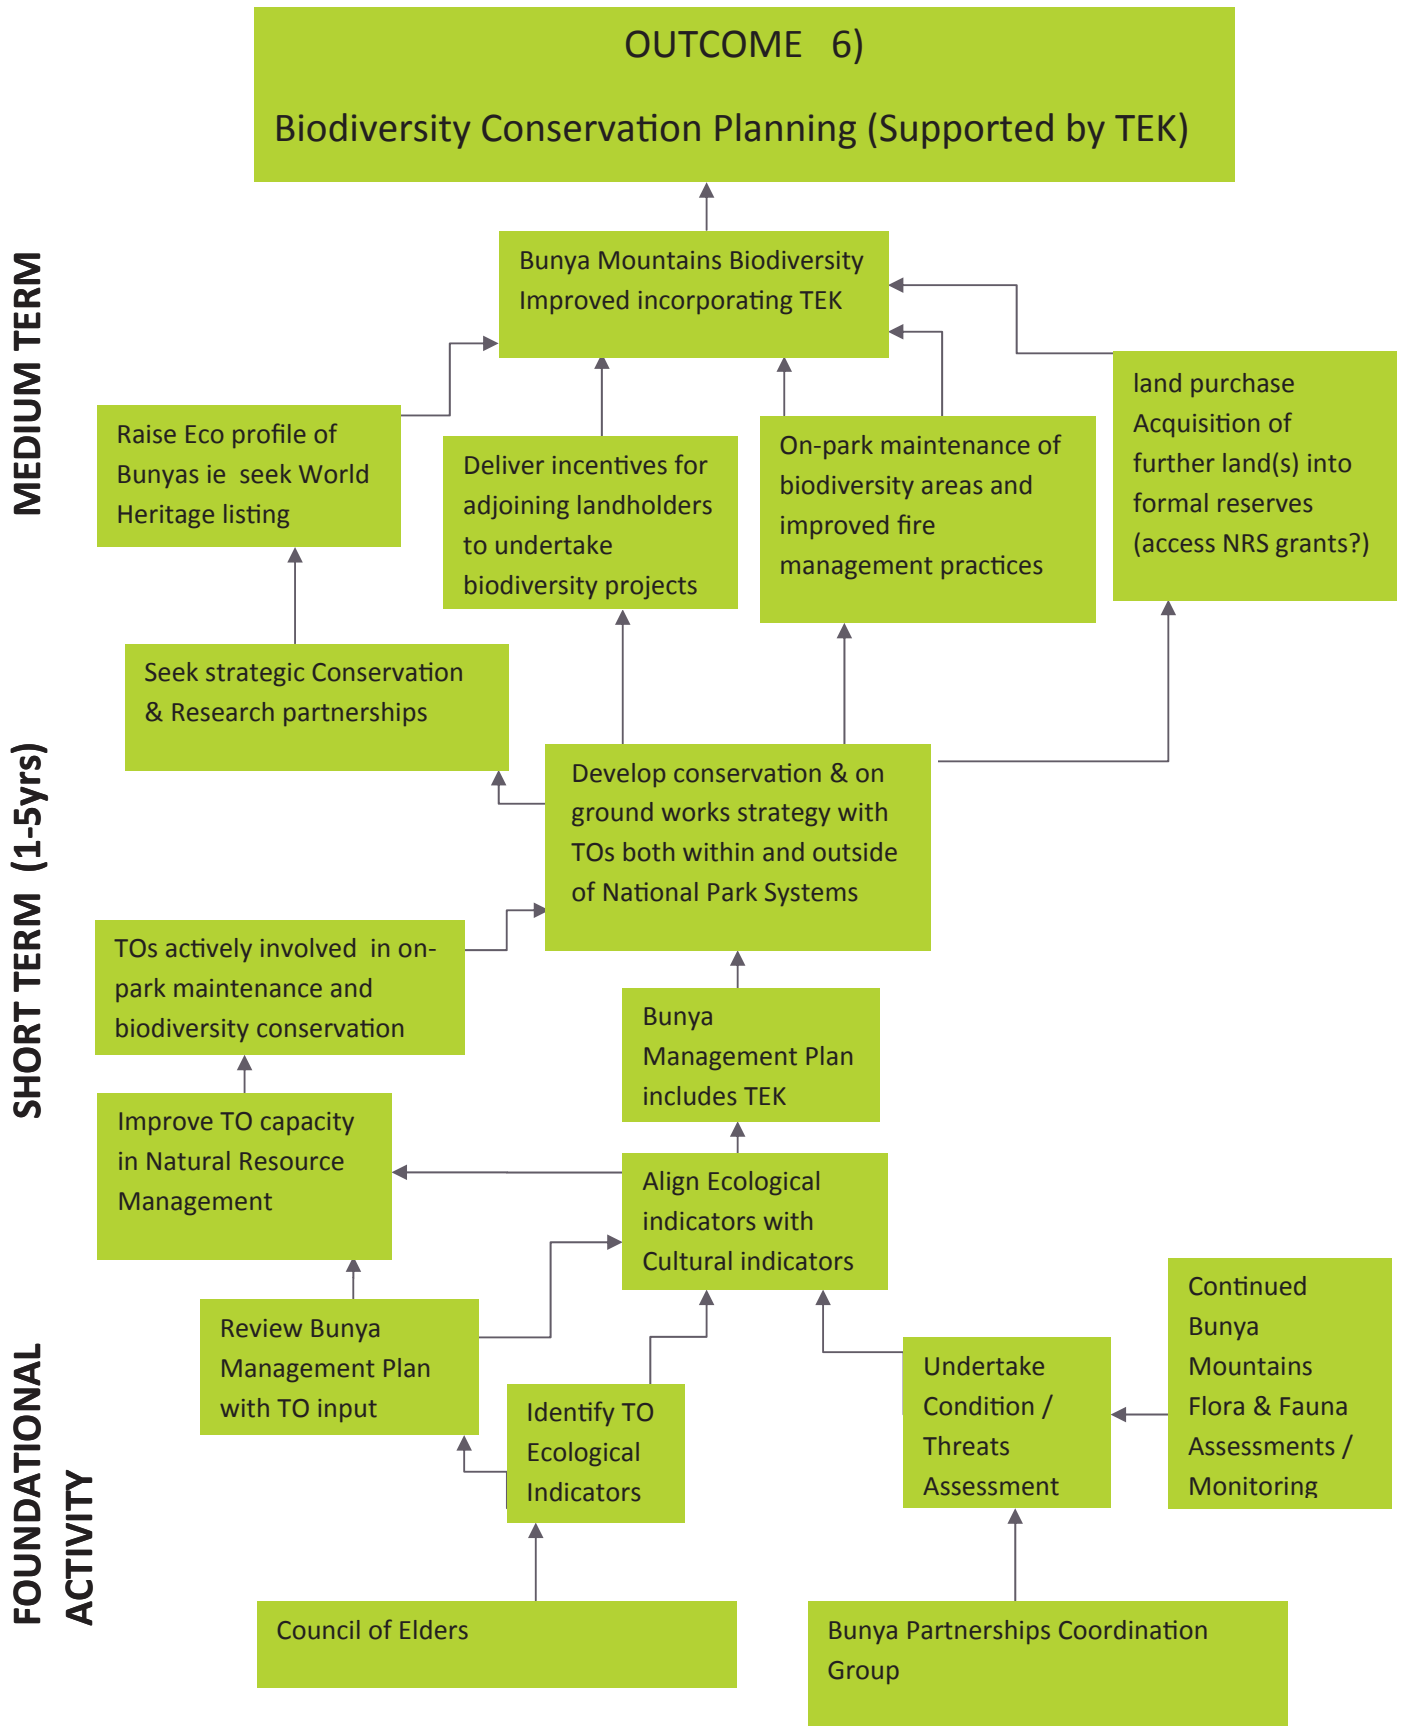 OUTCOME 6)
Biodiversity Conservation Planning (Supported by TEK)
MEDIUM TERM
Bunya Mountains Biodiversity
Improved incorporating TEK
Raise Eco profile of
Bunyas ie seek World
Heritage listing
Deliver incentives for
adjoining landholders
to undertake
biodiversity projects
On-park maintenance of
biodiversity areas and
improved fire
management practices
land purchase
Acquisition of
further land(s) into
formal reserves
(access NRS grants?)
Seek strategic Conservation
& Research partnerships
SHORT TERM (1-5yrs)
Develop conservation & on
ground works strategy with
TOs both within and outside
of National Park Systems
TOs actively involved in on-
park maintenance and
biodiversity conservation
Bunya
Management Plan
includes TEK
Improve TO capacity
in Natural Resource
Management
Align Ecological
indicators with
Cultural indicators
FOUNDATIONAL
ACTIVITY
Review Bunya
Management Plan
with TO input
Identify TO
Ecological
Indicators
Undertake
Condition /
Threats
Assessment
Continued
Bunya
Mountains
Flora & Fauna
Assessments /
Monitoring
Council of Elders
Bunya Partnerships Coordination
Group